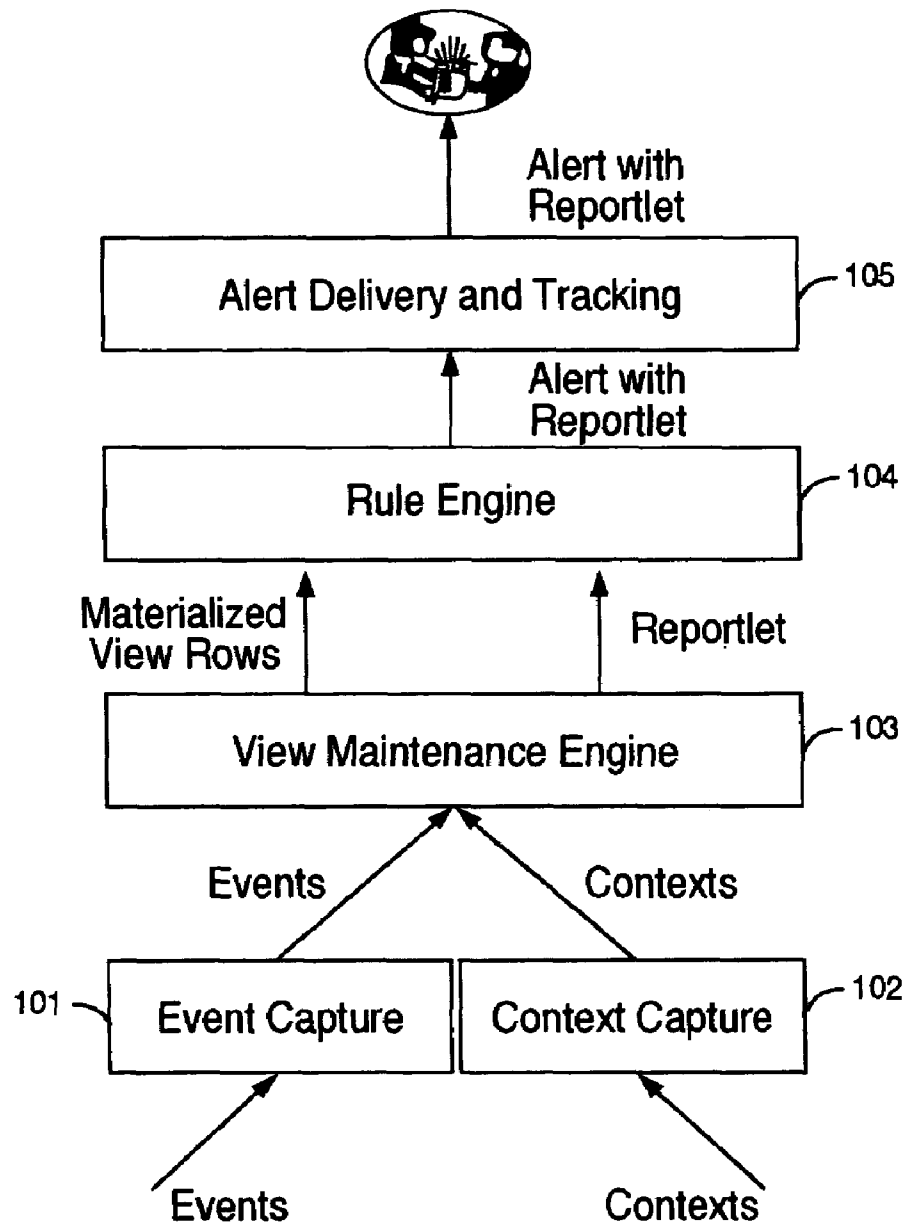 Alert with
Reportlet
Alert Delivery and Tracking
105
Alert with
Reportlet
Rule Engine
104
Materialized
View Rows
Reportlet
View Maintenance Engine
103
Events
Contexts
101
Event Capture
Context Capture
102
Events
Contexts